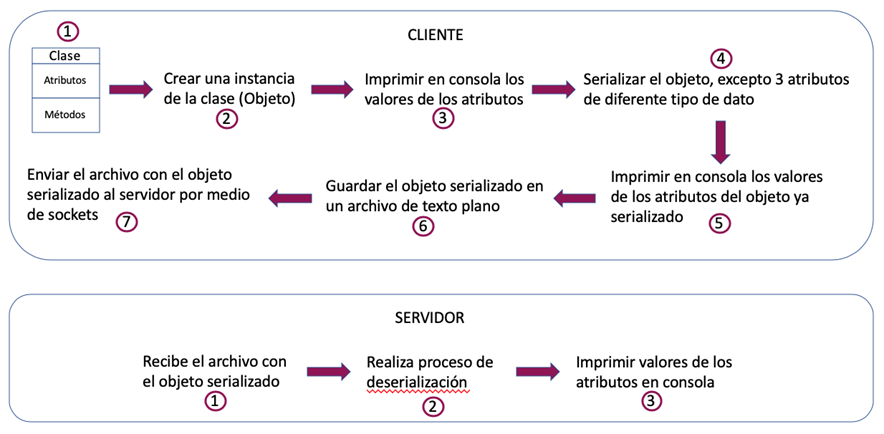 CLIENTE
1
Clase
Atributos
Métodos
Crear una instancia
de la clase (Objeto)
2
Imprimir en consola los
valores de los atributos
3
4
Serializar el objeto, excepto 3 atributos
de diferente tipo de dato
Imprimir en consola los valores
de los atributos del objeto ya
serializado
5
Guardar el objeto serializado en
un archivo de texto plano
6
Enviar el archivo con el objeto
serializado al servidor por medio
de sockets
7
SERVIDOR
Recibe el archivo con
el objeto serializado
1
Realiza proceso de
deserialización
2
Imprimir valores de los
atributos en consola
3